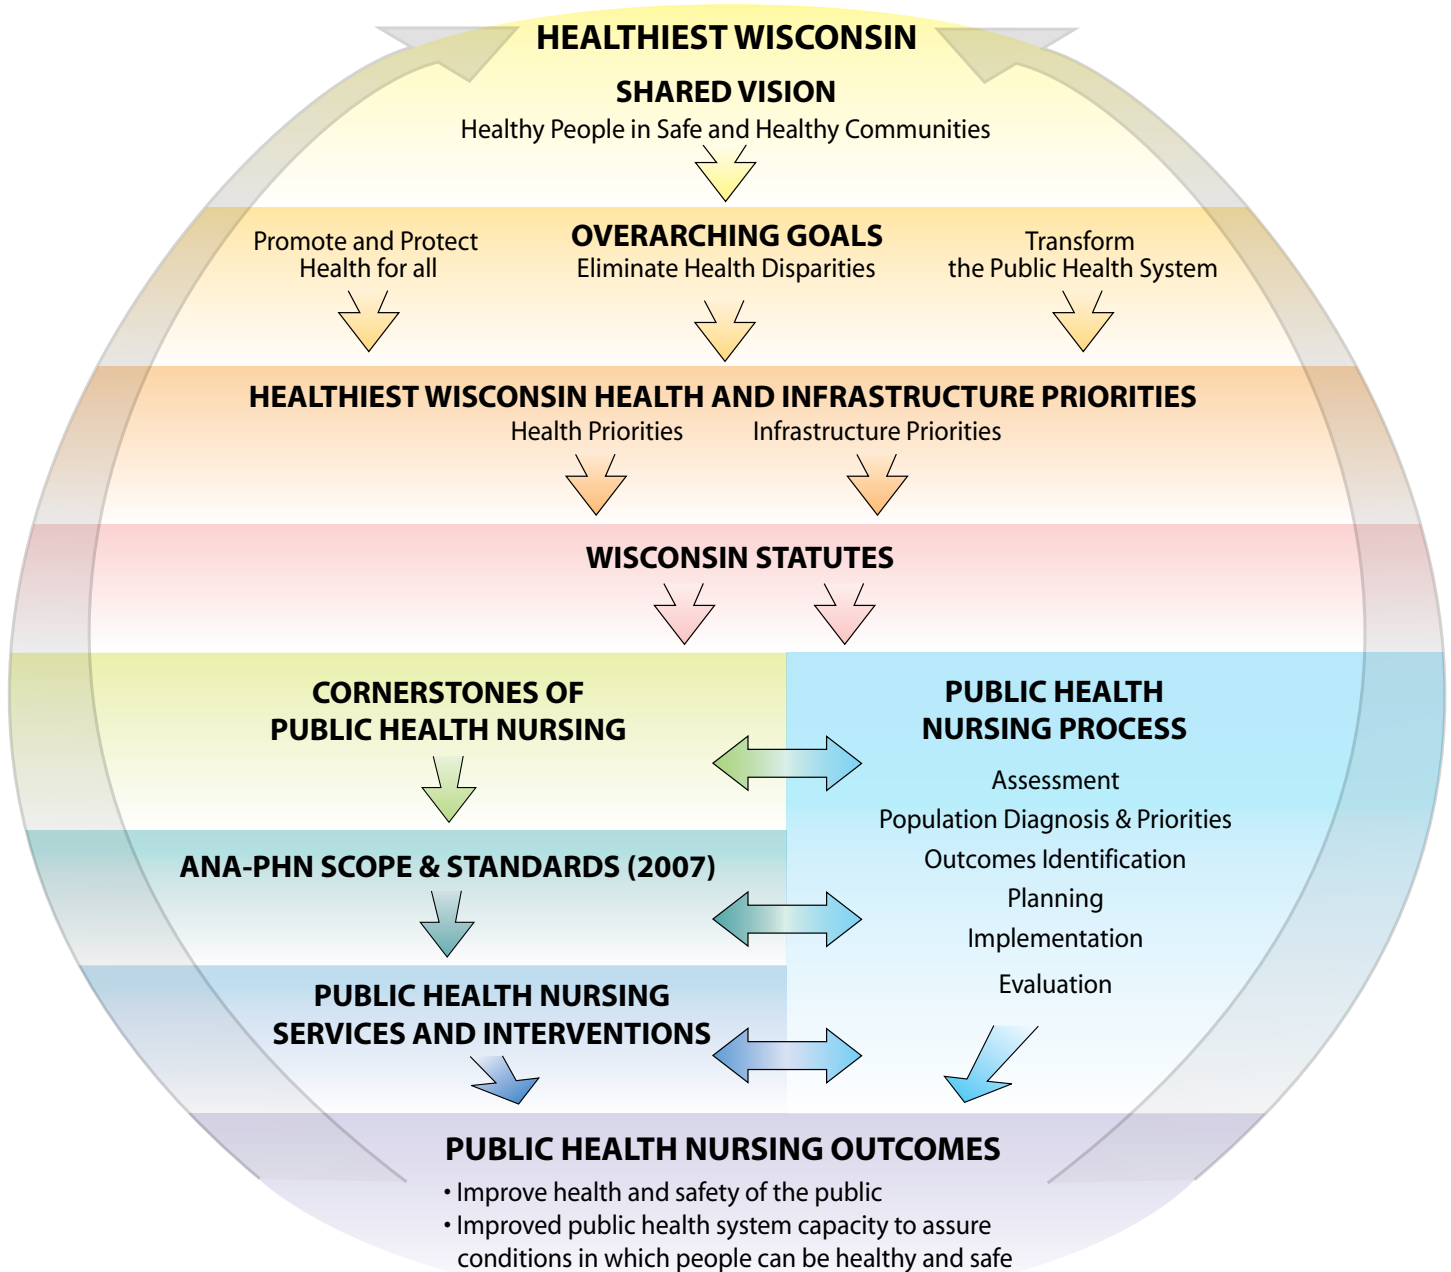 HEALTHIEST WISCONSIN
SHARED VISION
Healthy People in Safe and Healthy Communities
OVERARCHING GOALS
Promote and Protect
Health for all
Eliminate Health Disparities
Transform
the Public Health System
HEALTHIEST WISCONSIN HEALTH AND INFRASTRUCTURE PRIORITIES
Health Priorities
Infrastructure Priorities
WISCONSIN STATUTES
CORNERSTONES OF
PUBLIC HEALTH NURSING
ANA-PHN SCOPE & STANDARDS (2007)
PUBLIC HEALTH NURSING
SERVICES AND INTERVENTIONS
PUBLIC HEALTH
NURSING PROCESS
Assessment
Population Diagnosis & Priorities
Outcomes Identification
Planning
Implementation
Evaluation
PUBLIC HEALTH NURSING OUTCOMES
• Improve health and safety of the public
• Improved public health system capacity to assure
conditions in which people can be healthy and safe